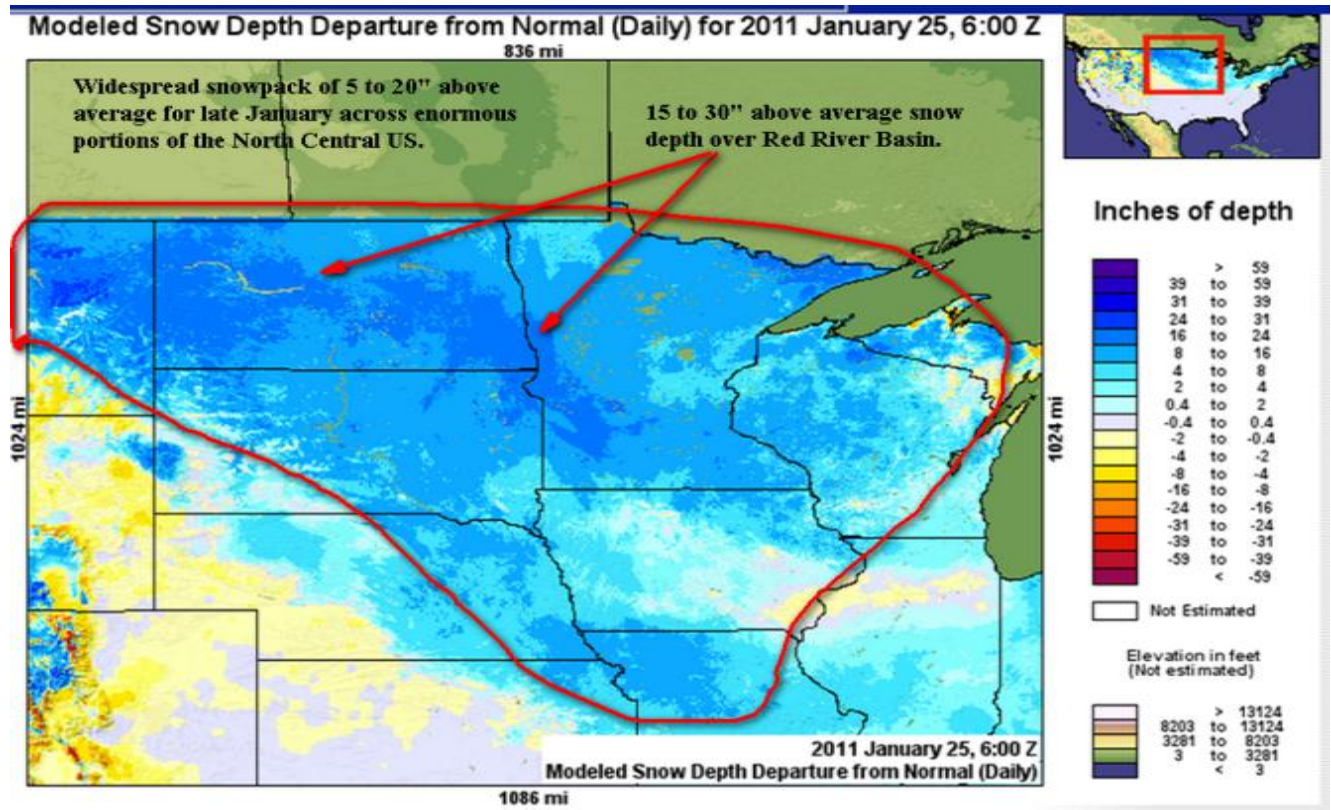 Modeled Snow Depth Departure from Normal (Daily) for 2011 January 25, 6:00 Z
836 mi
Widespread snowpack of 5 to 20" above
average for late January across enormous
portions of the North Central US.
15 to 30" above average snow
depth over Red River Basin.
1024 mi
1024 mi
2011 January 25, 6:00 Z
Modeled Snow Depth Departure from Normal (Daily)
1086 mi
Inches of depth
> 59
39 to 59
31 to 39
24 to 31
16 to 24
8 to 16
4 to 8
2 to 4
0.4 to 2
-0.4 to 0.4
-2 to -0.4
-4 to -2
-8 to -4
-16 to -8
-24 to -16
-31 to -24
-39 to -31
-59 to -39
< -59
Not Estimated
Elevation in feet
(Not estimated)
> 13124
8203 to 13124
3281 to 8203
3 to 3281
< 3